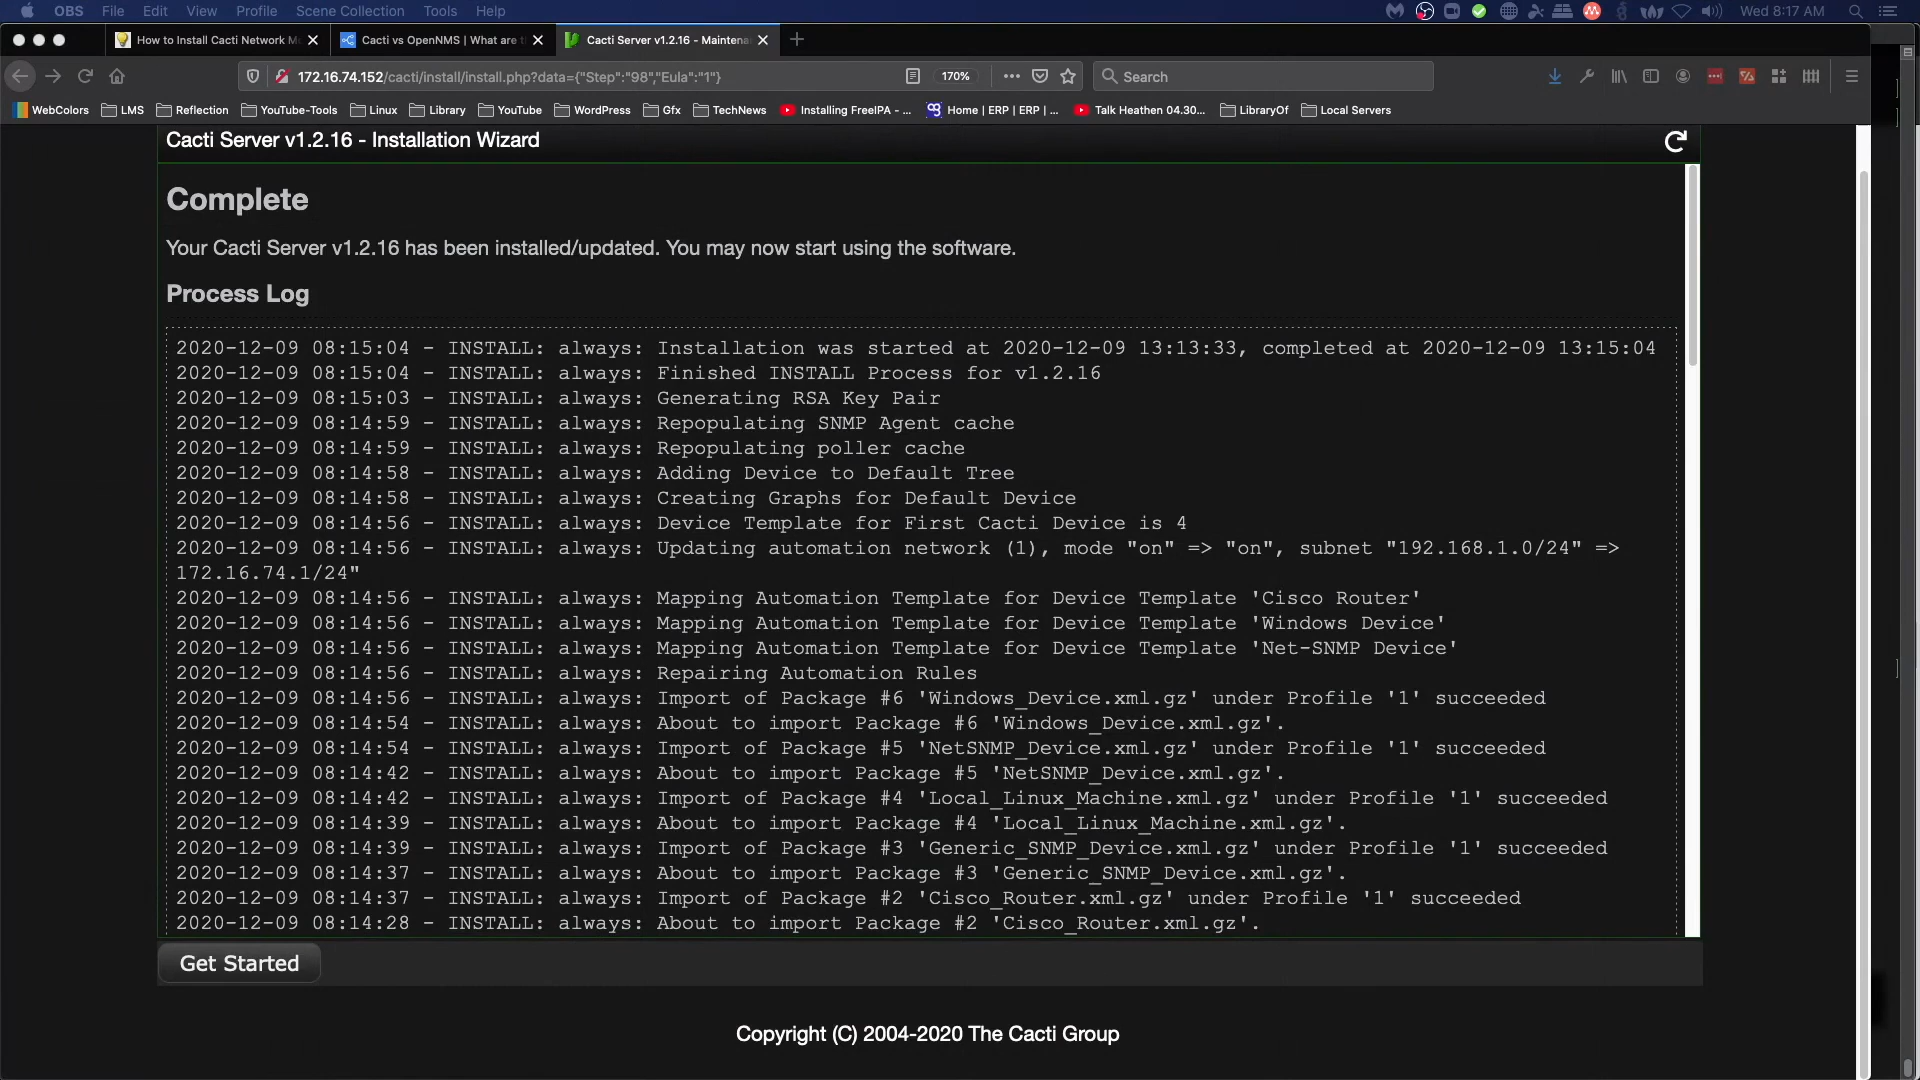 OBS File Edit View Profile Scene Collection Tools Help Wed 8:17 AM
How to Install Cacti Network M Cacti vs OpenNMS | What are t Cacti Server v1.2.16 - Maintena
172.16.74.152/cacti/install/install.php?data={"Step":"98","Eula":"1"} 170% Search
WebColors LMS Reflection YouTube-Tools Linux Library YouTube WordPress Gfx TechNews Installing FreeIPA - ... Home | ERP | ERP | ... Talk Heathen 04.30... LibraryOf Local Servers
Cacti Server v1.2.16 - Installation Wizard
Complete
Your Cacti Server v1.2.16 has been installed/updated. You may now start using the software.
Process Log
2020-12-09 08:15:04 - INSTALL: always: Installation was started at 2020-12-09 13:13:33, completed at 2020-12-09 13:15:04
2020-12-09 08:15:04 - INSTALL: always: Finished INSTALL Process for v1.2.16
2020-12-09 08:15:03 - INSTALL: always: Generating RSA Key Pair
2020-12-09 08:14:59 - INSTALL: always: Repopulating SNMP Agent cache
2020-12-09 08:14:59 - INSTALL: always: Repopulating poller cache
2020-12-09 08:14:58 - INSTALL: always: Adding Device to Default Tree
2020-12-09 08:14:58 - INSTALL: always: Creating Graphs for Default Device
2020-12-09 08:14:56 - INSTALL: always: Device Template for First Cacti Device is 4
2020-12-09 08:14:56 - INSTALL: always: Updating automation network (1), mode "on" => "on", subnet "192.168.1.0/24" =>
172.16.74.1/24"
2020-12-09 08:14:56 - INSTALL: always: Mapping Automation Template for Device Template 'Cisco Router'
2020-12-09 08:14:56 - INSTALL: always: Mapping Automation Template for Device Template 'Windows Device'
2020-12-09 08:14:56 - INSTALL: always: Mapping Automation Template for Device Template 'Net-SNMP Device'
2020-12-09 08:14:56 - INSTALL: always: Repairing Automation Rules
2020-12-09 08:14:56 - INSTALL: always: Import of Package #6 'Windows_Device.xml.gz' under Profile '1' succeeded
2020-12-09 08:14:54 - INSTALL: always: About to import Package #6 'Windows_Device.xml.gz'.
2020-12-09 08:14:54 - INSTALL: always: Import of Package #5 'NetSNMP_Device.xml.gz' under Profile '1' succeeded
2020-12-09 08:14:42 - INSTALL: always: About to import Package #5 'NetSNMP_Device.xml.gz'.
2020-12-09 08:14:42 - INSTALL: always: Import of Package #4 'Local_Linux_Machine.xml.gz' under Profile '1' succeeded
2020-12-09 08:14:39 - INSTALL: always: About to import Package #4 'Local_Linux_Machine.xml.gz'.
2020-12-09 08:14:39 - INSTALL: always: Import of Package #3 'Generic_SNMP_Device.xml.gz' under Profile '1' succeeded
2020-12-09 08:14:37 - INSTALL: always: About to import Package #3 'Generic_SNMP_Device.xml.gz'.
2020-12-09 08:14:37 - INSTALL: always: Import of Package #2 'Cisco_Router.xml.gz' under Profile '1' succeeded
2020-12-09 08:14:28 - INSTALL: always: About to import Package #2 'Cisco_Router.xml.gz'.
Get Started
Copyright (C) 2004-2020 The Cacti Group